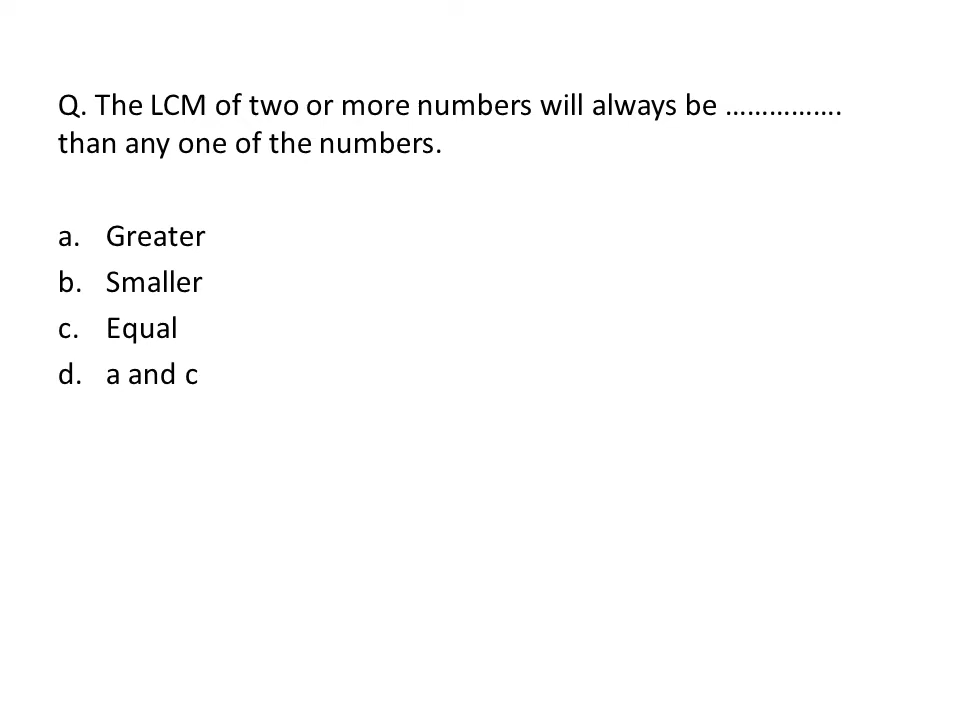 Q. The LCM of two or more numbers will always be …………….
than any one of the numbers.
a. Greater
b. Smaller
c. Equal
d. a and c